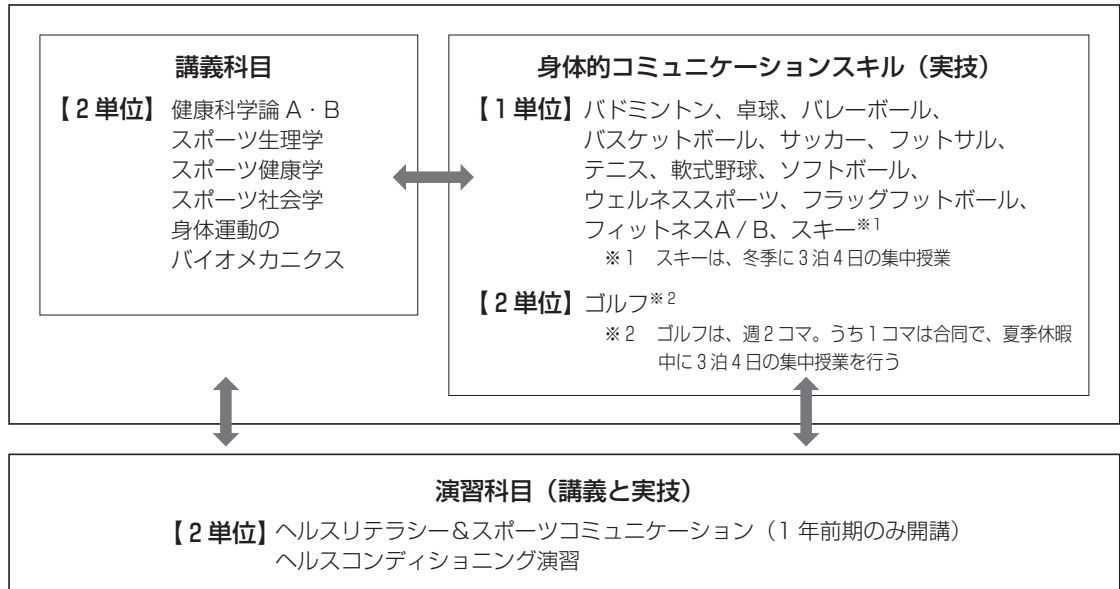 講義科目
【2単位】健康科学論 A・B
スポーツ生理学
スポーツ健康学
スポーツ社会学
身体運動の
バイオメカニクス
身体的コミュニケーションスキル(実技)
【1単位】バドミントン、卓球、バレーボール、
バスケットボール、サッカー、フットサル、
テニス、軟式野球、ソフトボール、
ウェルネススポーツ、フラッグフットボール、
フィットネスA / B、スキー※1
※1 スキーは、冬季に3泊4日の集中授業
【2単位】ゴルフ※2
※2 ゴルフは、週2コマ。うち1コマは合同で、夏季休暇
中に3泊4日の集中授業を行う
演習科目(講義と実技)
【2単位】ヘルスリテラシー&スポーツコミュニケーション(1年前期のみ開講)
ヘルスコンディショニング演習